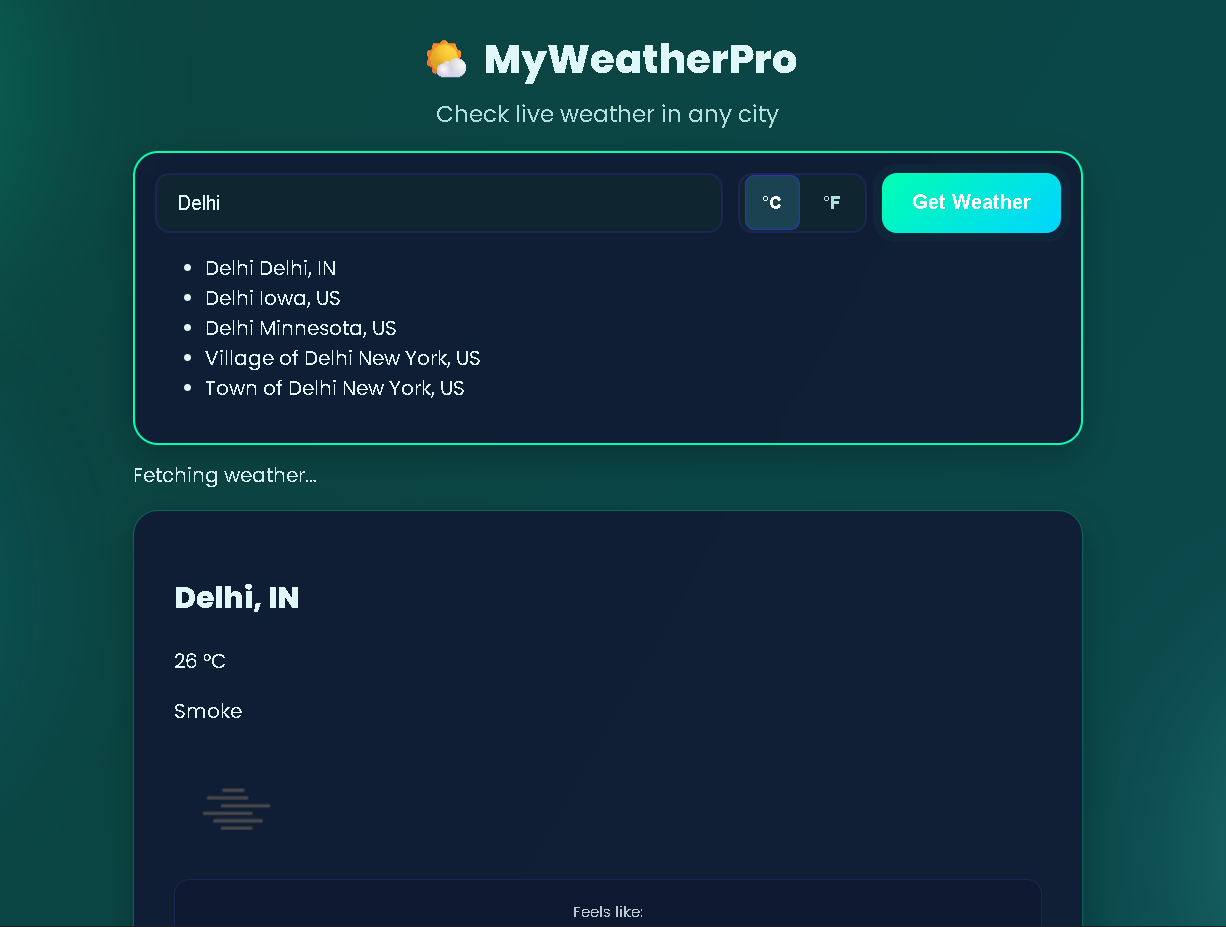 MyWeatherPro
Check live weather in any city
Delhi
°C
°F
Get Weather
Delhi Delhi, IN
Delhi Iowa, US
Delhi Minnesota, US
Village of Delhi New York, US
Town of Delhi New York, US
Fetching weather...
Delhi, IN
26 °C
Smoke
Feels like: